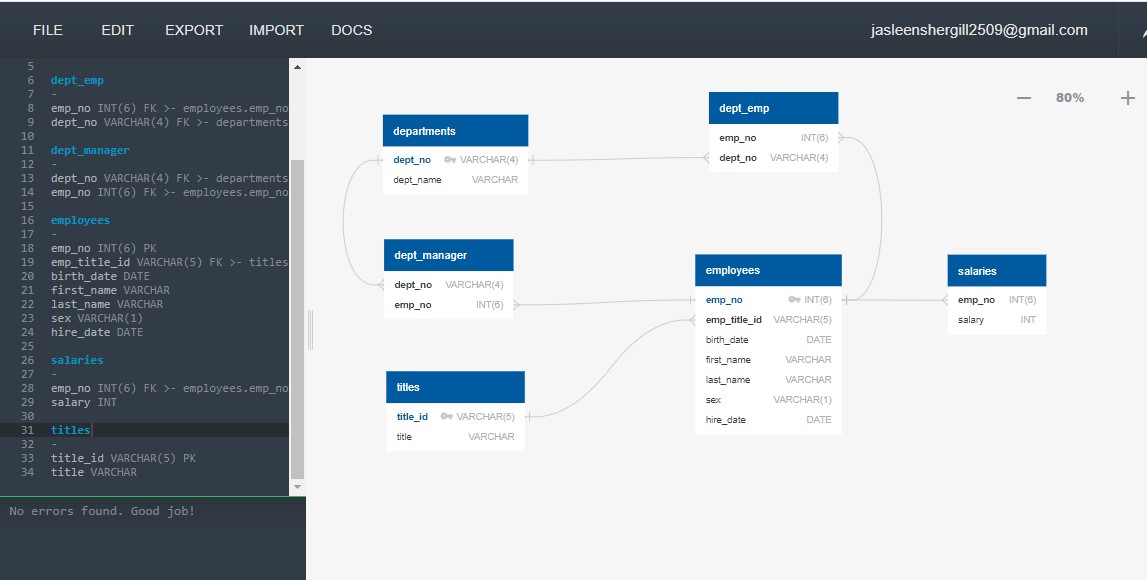 FILE EDIT EXPORT IMPORT DOCS jasleenshergill2509@gmail.com
5
6 dept_emp
7 -
8 emp_no INT(6) FK >- employees.emp_no
9 dept_no VARCHAR(4) FK >- departments
10
11 dept_manager
12 -
13 dept_no VARCHAR(4) FK >- departments
14 emp_no INT(6) FK >- employees.emp_no
15
16 employees
17 -
18 emp_no INT(6) PK
19 emp_title_id VARCHAR(5) FK >- titles
20 birth_date DATE
21 first_name VARCHAR
22 last_name VARCHAR
23 sex VARCHAR(1)
24 hire_date DATE
25
26 salaries
27 -
28 emp_no INT(6) FK >- employees.emp_no
29 salary INT
30
31 titles
32 -
33 title_id VARCHAR(5) PK
34 title VARCHAR
No errors found. Good job!
80%
departments
dept_no VARCHAR(4)
dept_name VARCHAR
dept_emp
emp_no INT(6)
dept_no VARCHAR(4)
dept_manager
dept_no VARCHAR(4)
emp_no INT(6)
employees
emp_no INT(6)
emp_title_id VARCHAR(5)
birth_date DATE
first_name VARCHAR
last_name VARCHAR
sex VARCHAR(1)
hire_date DATE
salaries
emp_no INT(6)
salary INT
titles
title_id VARCHAR(5)
title VARCHAR